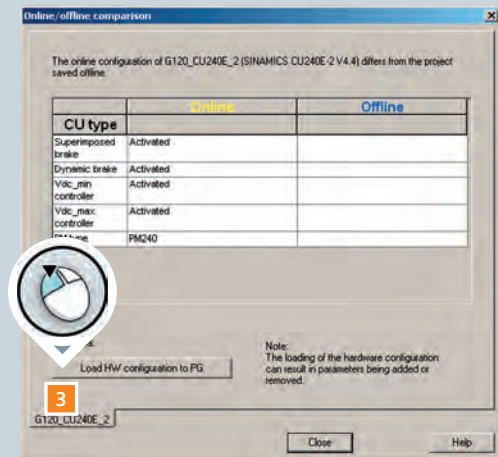 Online/offline comparison
The online configuration of G120_CU240E_2 (SINAMICS CU240E-2 V4.4) differs from the project
saved offline.
Online Offline
CU type
Superimposed Activated
brake
Dynamic brake Activated
Vdc_min Activated
controller
Vdc_max Activated
controller
type PM240
Note:
The loading of the hardware configuration
can result in parameters being added or
removed.
Load HW configuration to PG
3
G120_CU240E_2
Close Help